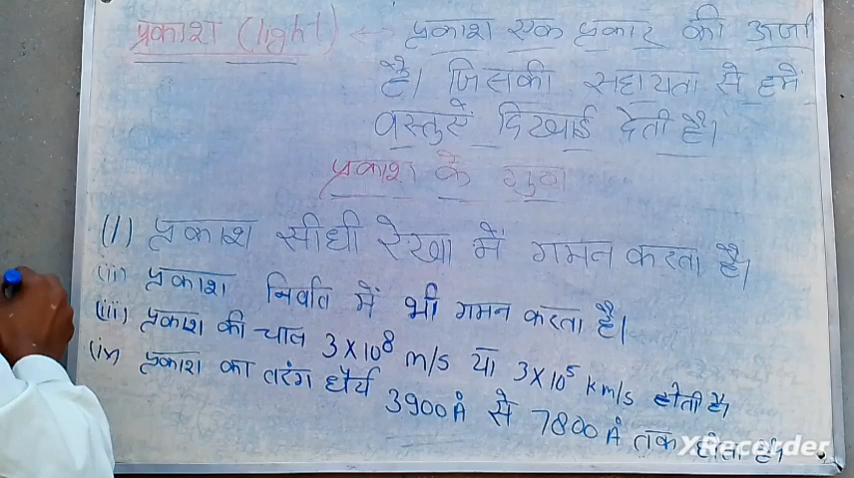 प्रकाश (light) ↔ प्रकाश एक प्रकार की ऊर्जा
है। जिसकी सहायता से हमें
वस्तुएें दिखाई देती है।
प्रकाश के गुण
(i) प्रकाश सीधी रेखा में गमन करता है।
(ii) प्रकाश निर्वात में भी गमन करता है।
(iii) प्रकाश की चाल 3×10⁸ m/s या 3×10⁵ km/s होती है
(iv) प्रकाश का तरंग धैर्य 3900Å से 7800Å तक होता है।
XRecorder